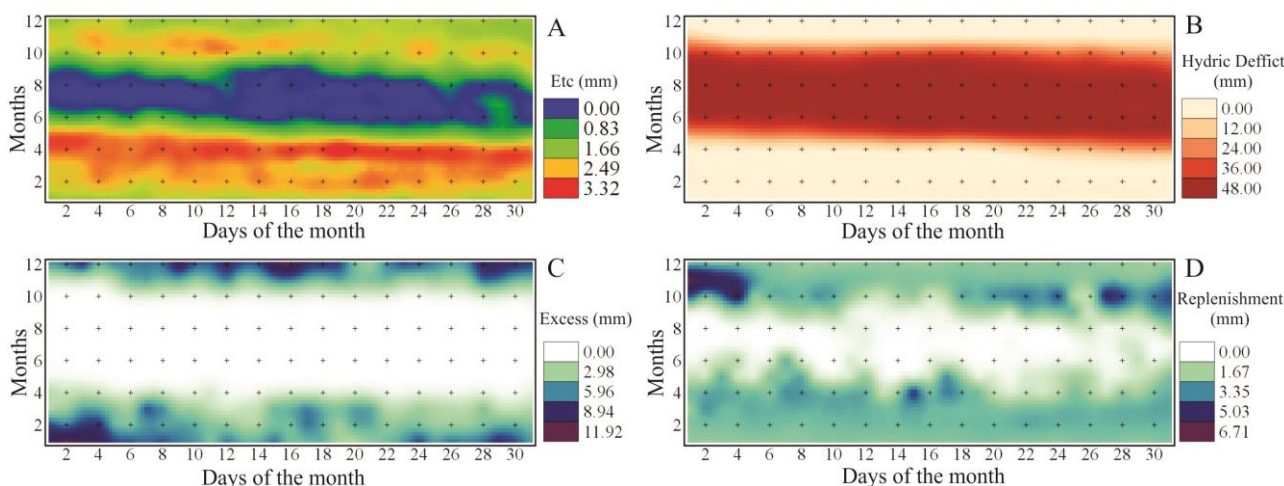 A
12
10
8
6
4
2
Months
2 4 6 8 10 12 14 16 18 20 22 24 26 28 30
Days of the month
Etc (mm)
0.00
0.83
1.66
2.49
3.32
B
12
10
8
6
4
2
Months
2 4 6 8 10 12 14 16 18 20 22 24 26 28 30
Days of the month
Hydric Deffict
(mm)
0.00
12.00
24.00
36.00
48.00
C
12
10
8
6
4
2
Months
2 4 6 8 10 12 14 16 18 20 22 24 26 28 30
Days of the month
Excess (mm)
0.00
2.98
5.96
8.94
11.92
D
12
10
8
6
4
2
Months
2 4 6 8 10 12 14 16 18 20 22 24 26 28 30
Days of the month
Replenishment
(mm)
0.00
1.67
3.35
5.03
6.71